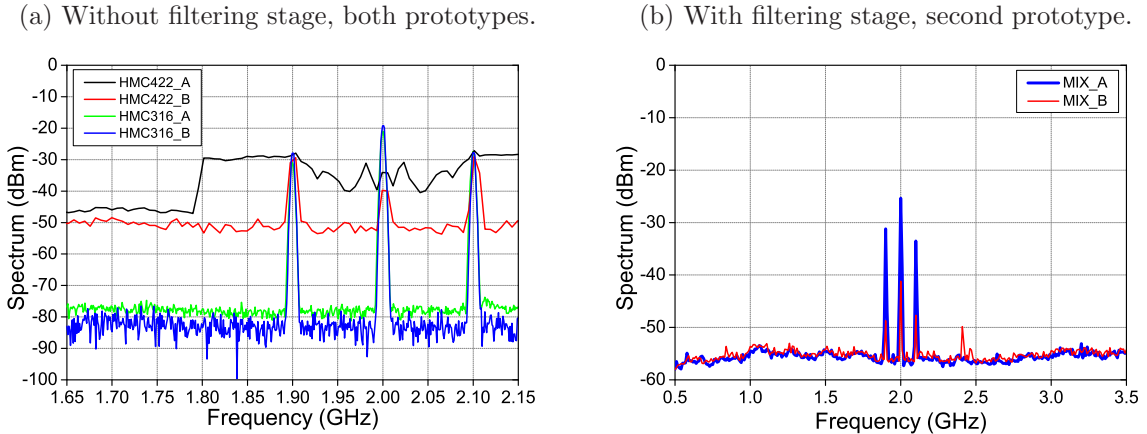 (a) Without filtering stage, both prototypes.
(b) With filtering stage, second prototype.
Spectrum (dBm)
0
-10
-20
-30
-40
-50
-60
-70
-80
-90
-100
HMC422_A
HMC422_B
HMC316_A
HMC316_B
1.65 1.70 1.75 1.80 1.85 1.90 1.95 2.00 2.05 2.10 2.15
Frequency (GHz)
Spectrum (dBm)
0
-10
-20
-30
-40
-50
-60
MIX_A
MIX_B
0.5 1.0 1.5 2.0 2.5 3.0 3.5
Frequency (GHz)